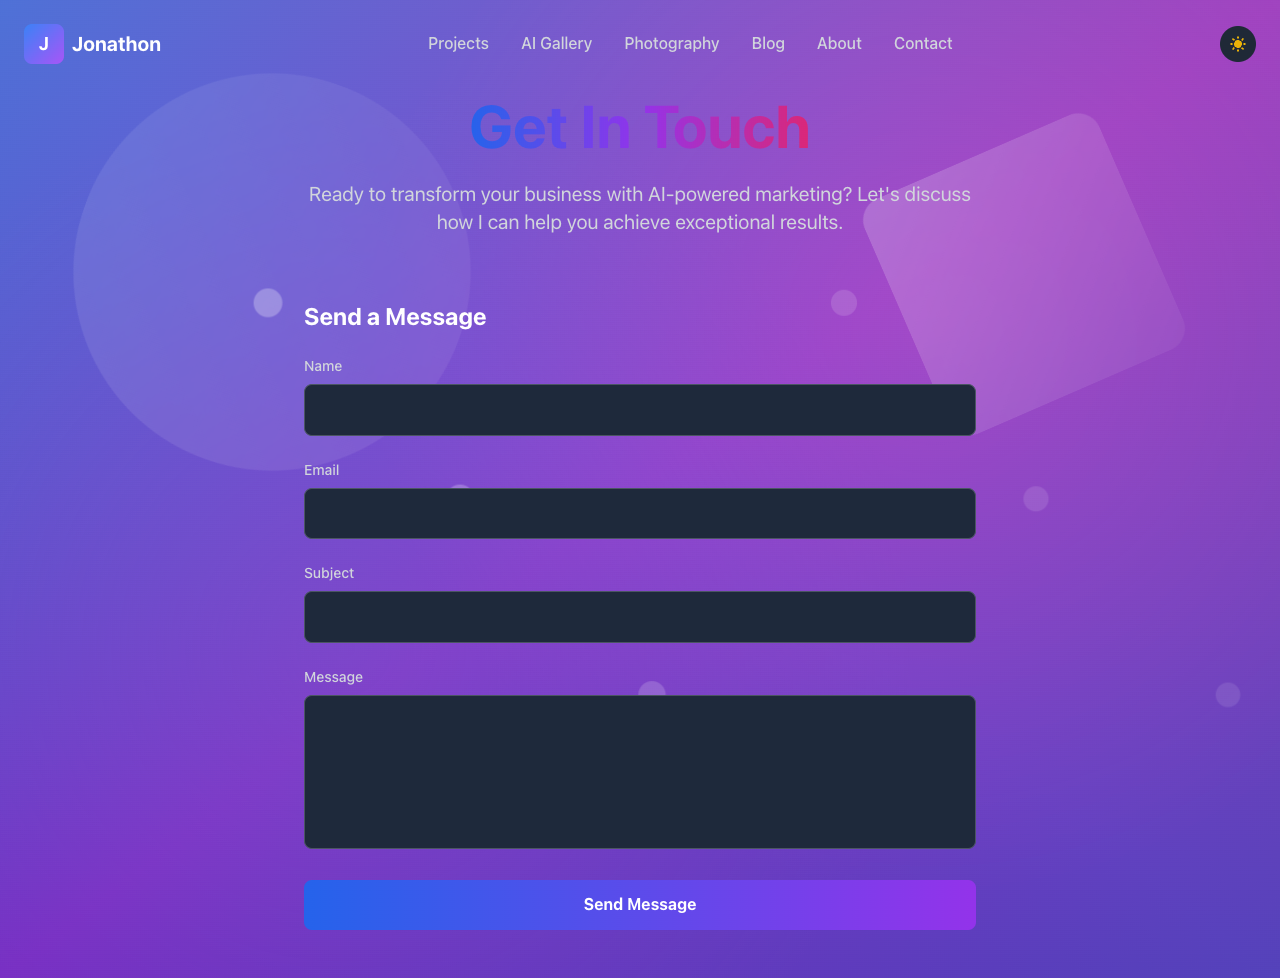 J Jonathon Projects AI Gallery Photography Blog About Contact
Get In Touch
Ready to transform your business with AI-powered marketing? Let's discuss
how I can help you achieve exceptional results.
Send a Message
Name
Email
Subject
Message
Send Message